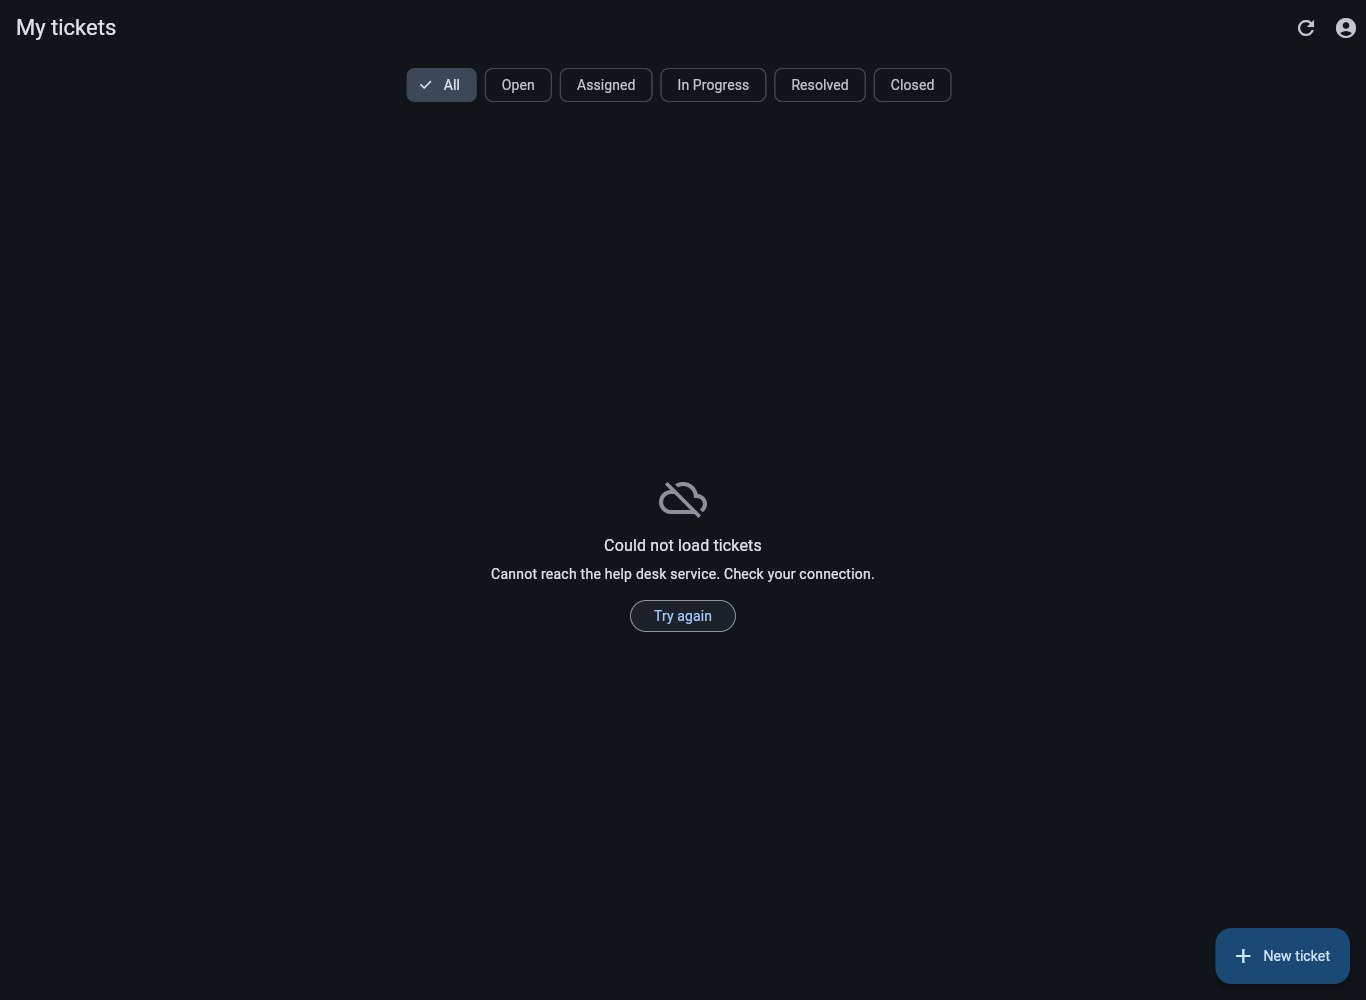 My tickets
All
Open
Assigned
In Progress
Resolved
Closed
Could not load tickets
Cannot reach the help desk service. Check your connection.
Try again
New ticket